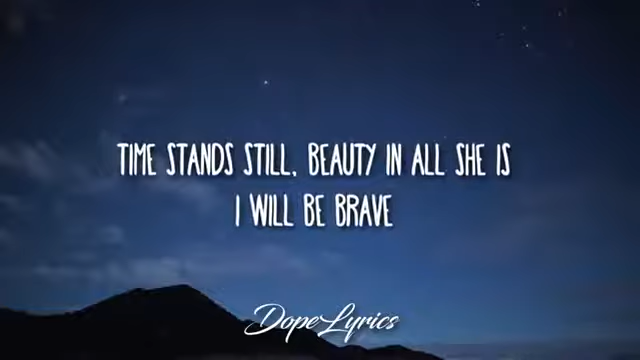 TIME STANDS STILL, BEAUTY IN ALL SHE IS
I WILL BE BRAVE
DopeLyrics